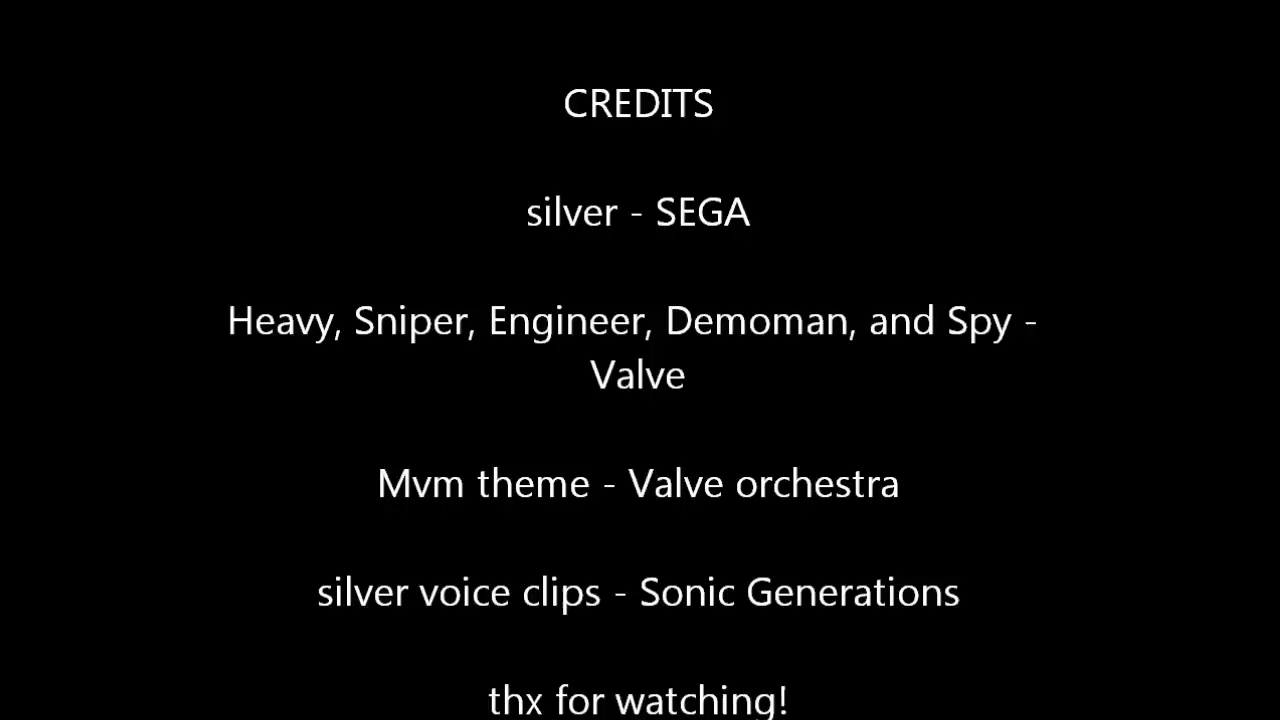 CREDITS
silver - SEGA
Heavy, Sniper, Engineer, Demoman, and Spy -
Valve
Mvm theme - Valve orchestra
silver voice clips - Sonic Generations
thx for watching!